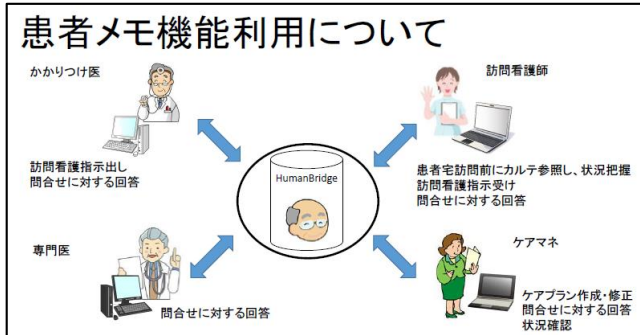 患者メモ機能利用について
かかりつけ医
訪問看護指示出し
問合せに対する回答
訪問看護師
患者宅訪問前にカルテ参照し、状況把握
訪問看護指示受け
問合せに対する回答
HumanBridge
専門医
問合せに対する回答
ケアマネ
ケアプラン作成・修正
問合せに対する回答
状況確認